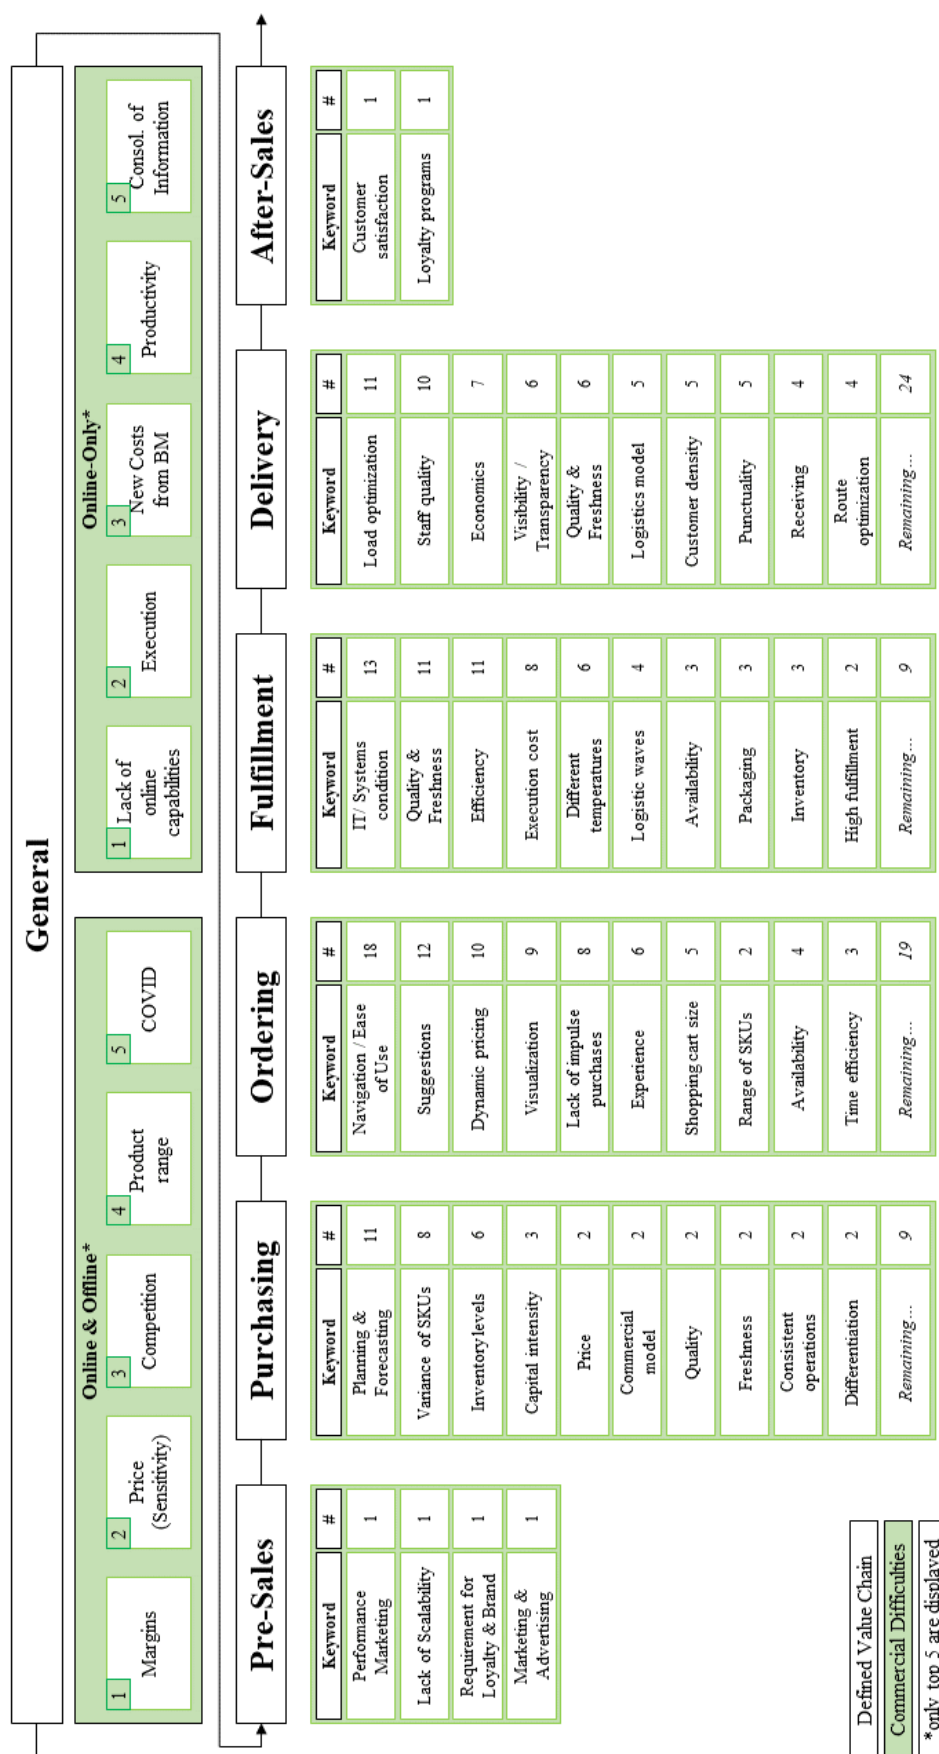 General
Online & Offline*
1
Margins
2
Price
(Sensitivity)
3
Competition
4
Product
range
5
COVID
Online-Only*
1
Lack of
online
capabilities
2
Execution
3
New Costs
from BM
4
Productivity
5
Consol. of
Information
Pre-Sales
Keyword #
Performance
Marketing
1
Lack of Scalability 1
Requirement for
Loyalty & Brand
1
Marketing &
Advertising
1
Purchasing
Keyword #
Planning &
Forecasting
11
Variance of SKUs 8
Inventory levels 6
Capital intensity 3
Price 2
Commercial
model
2
Quality 2
Freshness 2
Consistent
operations
2
Differentiation 2
Remaining... 9
Ordering
Keyword #
Navigation / Ease
of Use
18
Suggestions 12
Dynamic pricing 10
Visualization 9
Lack of impulse
purchases
8
Experience 6
Shopping cart size 5
Range of SKUs 2
Availability 4
Time efficiency 3
Remaining... 19
Fulfillment
Keyword #
IT/ Systems
condition
13
Quality &
Freshness
11
Efficiency 11
Execution cost 8
Different
temperatures
6
Logistic waves 4
Availability 3
Packaging 3
Inventory 3
High fulfillment 2
Remaining... 9
Delivery
Keyword #
Load optimization 11
Staff quality 10
Economics 7
Visibility /
Transparency
6
Quality &
Freshness
6
Logistics model 5
Customer density 5
Punctuality 5
Receiving 4
Route
optimization
4
Remaining... 24
After-Sales
Keyword #
Customer
satisfaction
1
Loyalty programs 1
Defined Value Chain
Commercial Difficulties
*only top 5 are displayed